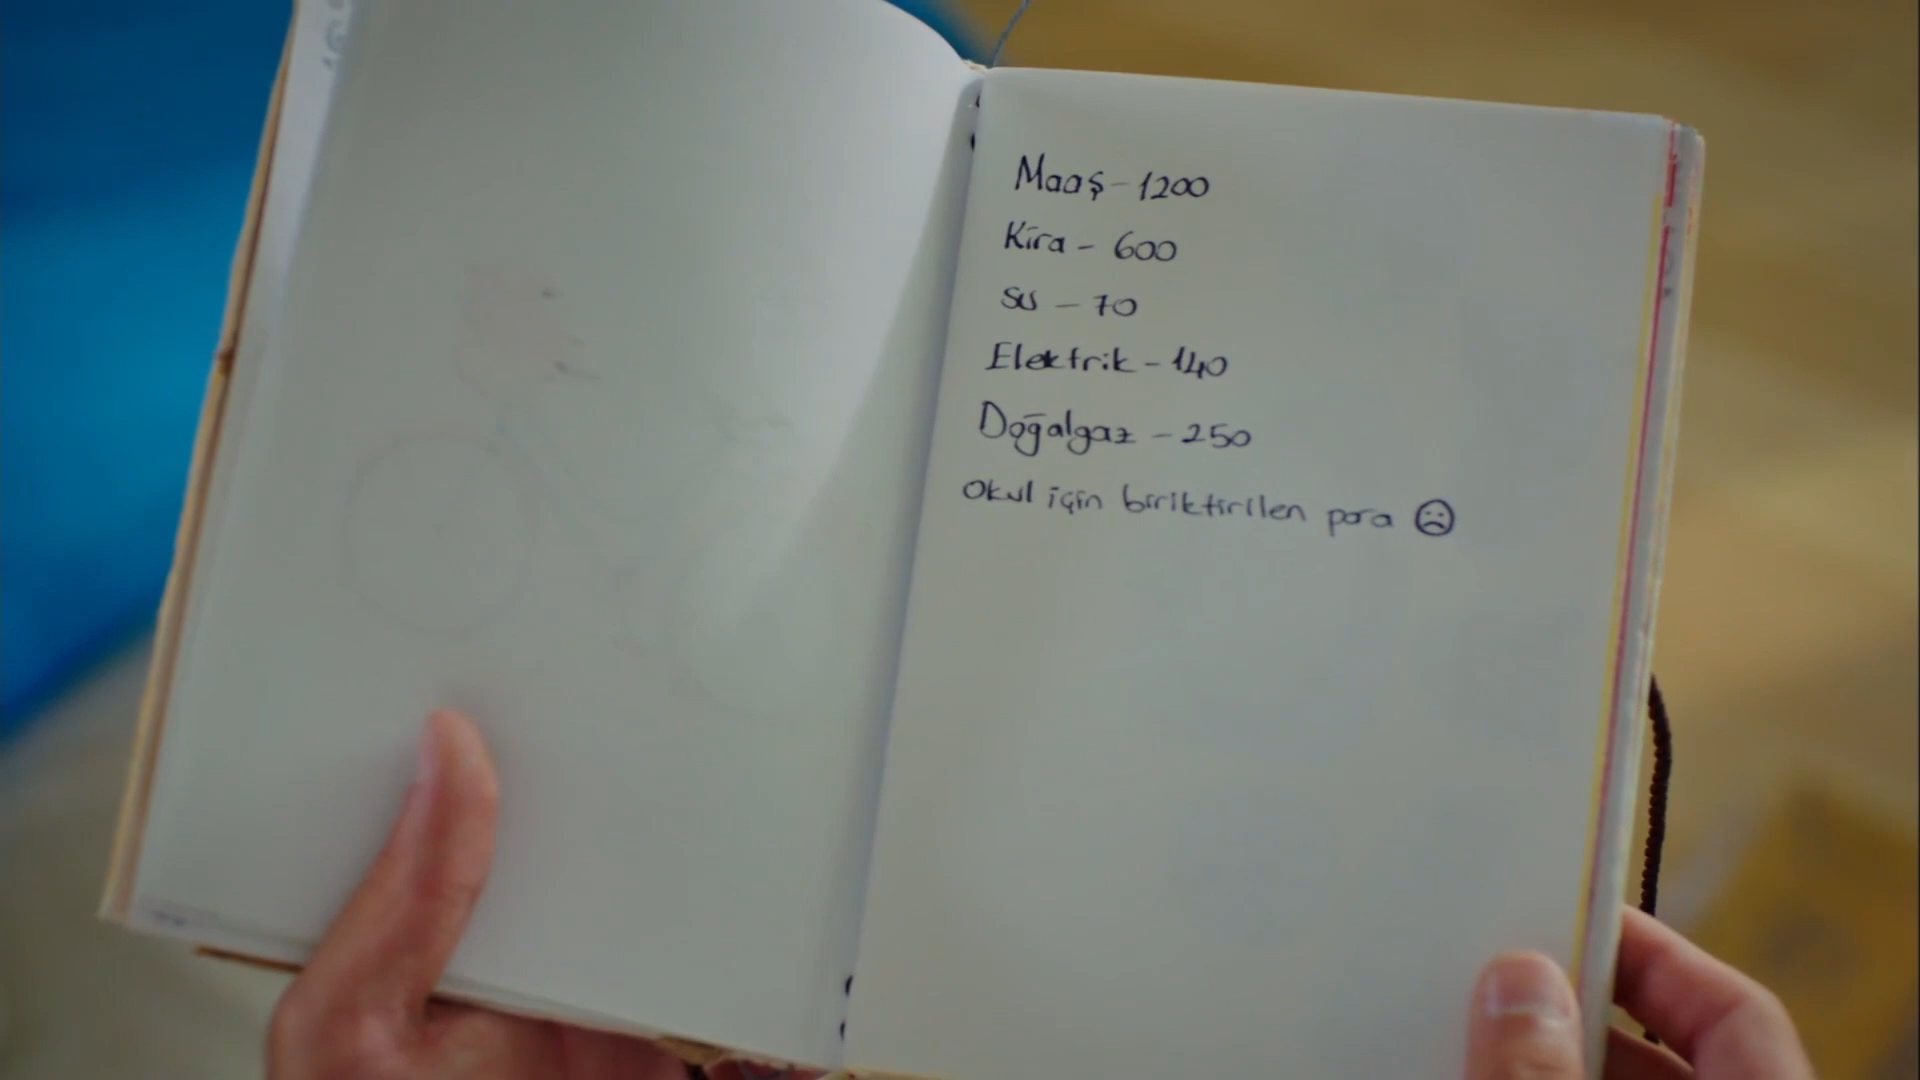 Maaş - 1200
Kira - 600
Su - 70
Elektrik - 140
Doğalgaz - 250
Okul için biriktirilen para ☹